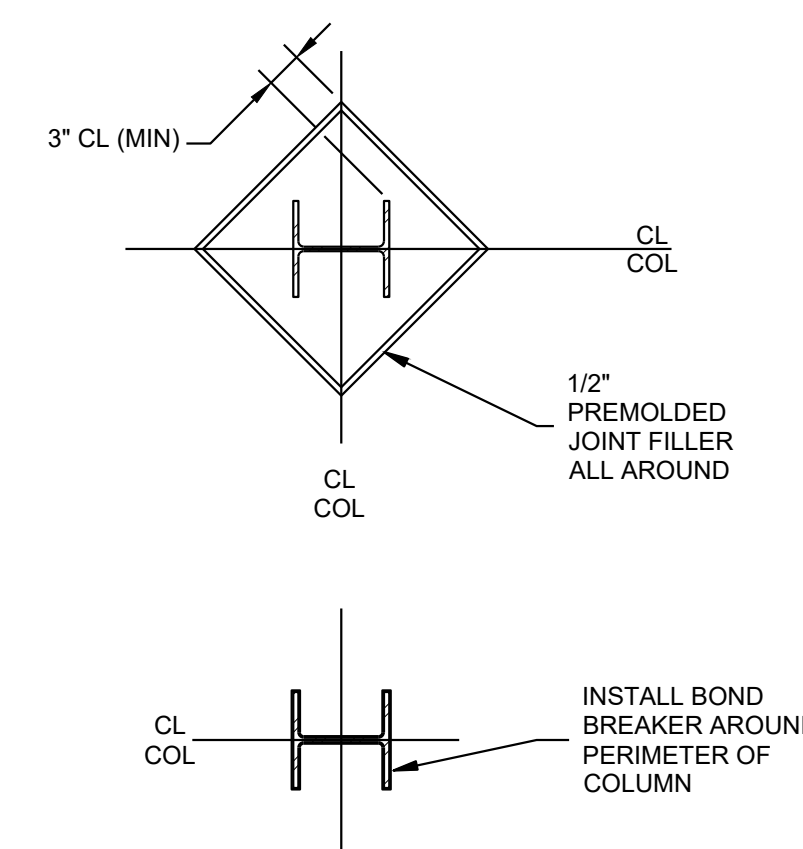 3" CL (MIN)
CL
COL
1/2"
PREMOLDED
JOINT FILLER
ALL AROUND
CL
COL
CL
COL
INSTALL BOND
BREAKER AROUN
PERIMETER OF
COLUMN